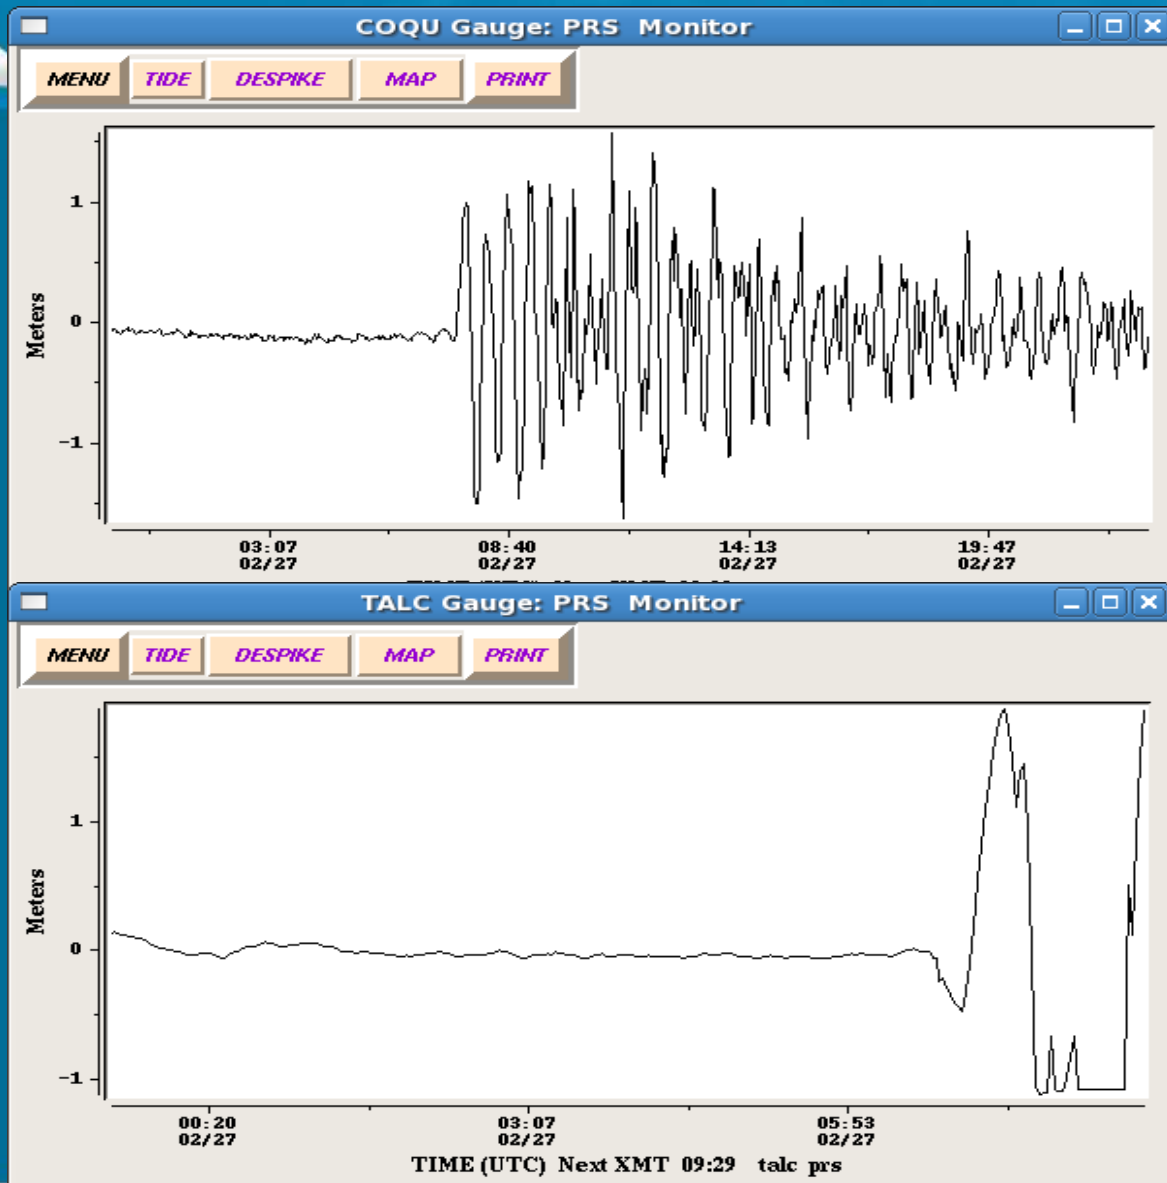 COQU Gauge: PRS Monitor
MENU TIDE DESPIKE MAP PRINT
Meters
1
0
-1
03:07 08:40 14:13 19:47
02/27 02/27 02/27 02/27
TALC Gauge: PRS Monitor
MENU TIDE DESPIKE MAP PRINT
Meters
1
0
-1
00:20 03:07 05:53
02/27 02/27 02/27
TIME (UTC) Next XMT 09:29 talc prs